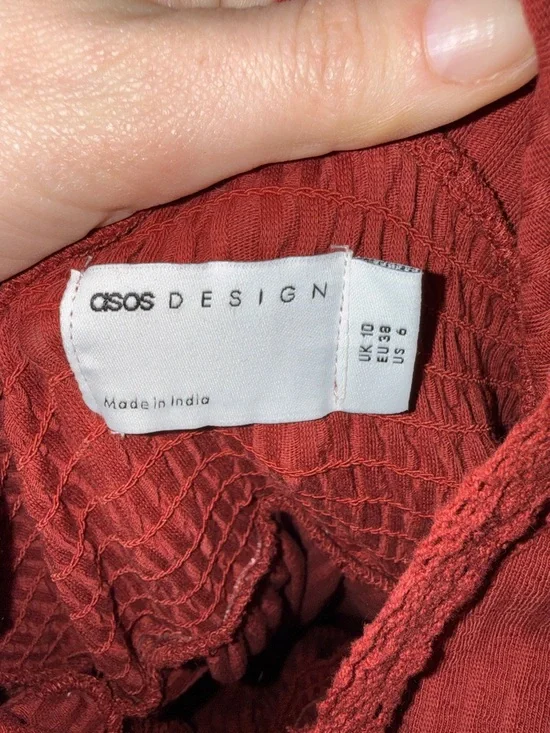 asos DESIGN
Made in India
UK 10
EU 38
US 6